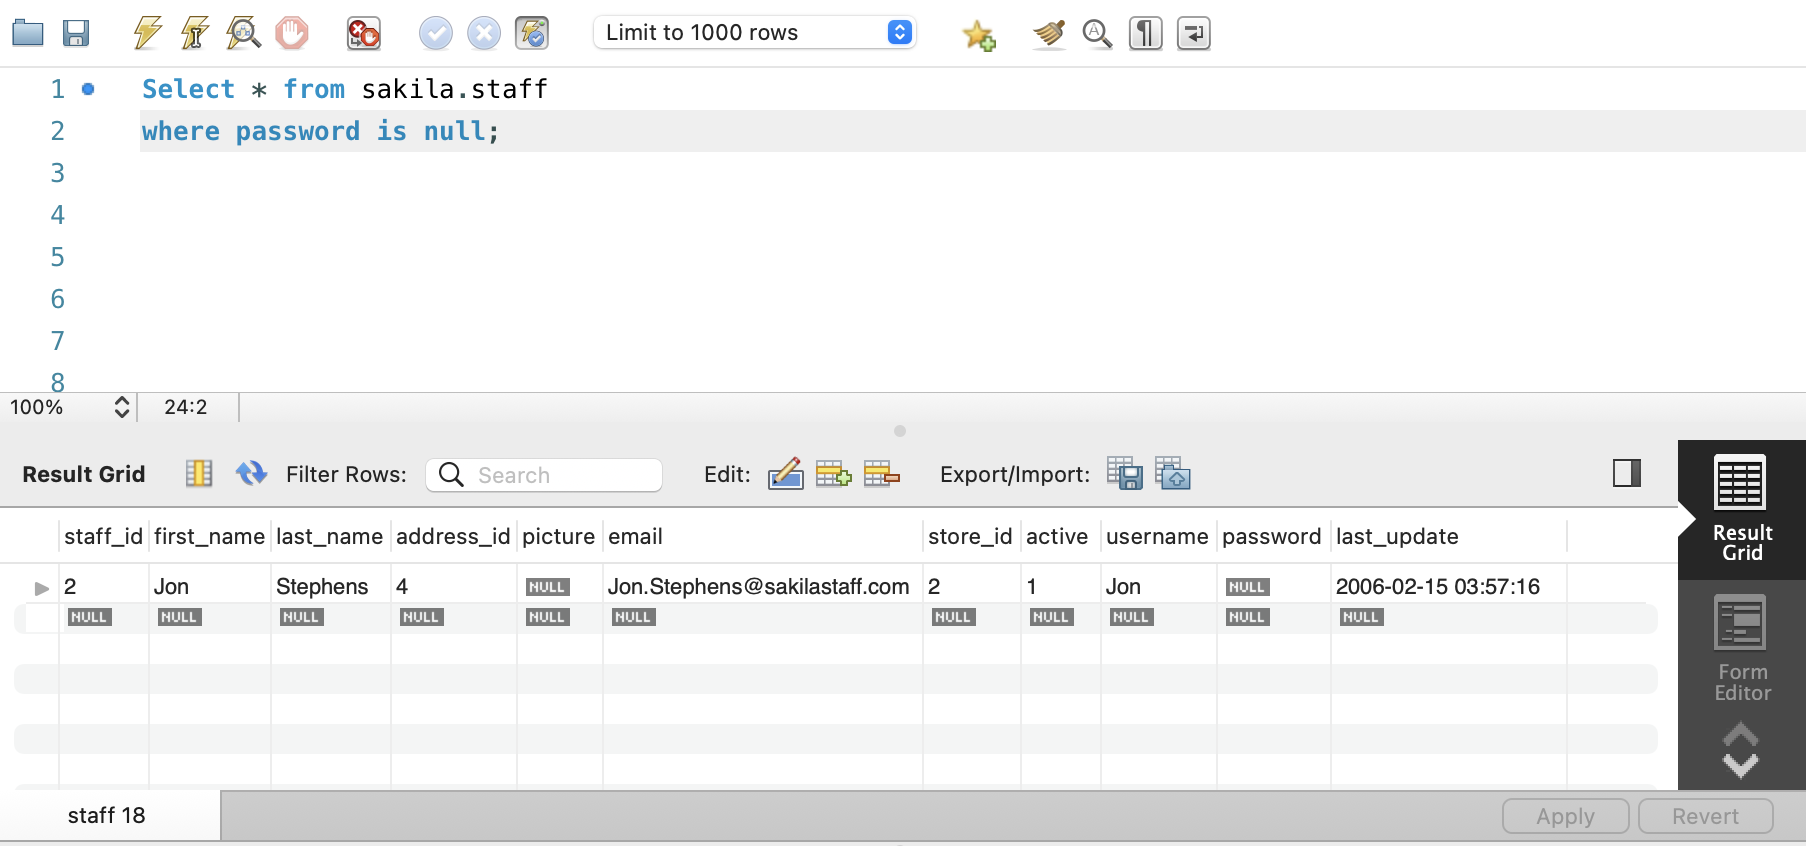 Limit to 1000 rows
1 Select * from sakila.staff
2 where password is null;
3
4
5
6
7
8
100% 24:2
Result Grid Filter Rows: Search Edit: Export/Import:
staff_id first_name last_name address_id picture email store_id active username password last_update
2 Jon Stephens 4 NULL Jon.Stephens@sakilastaff.com 2 1 Jon NULL 2006-02-15 03:57:16
NULL NULL NULL NULL NULL NULL NULL NULL NULL NULL NULL
Result
Grid
Form
Editor
staff 18 Apply Revert